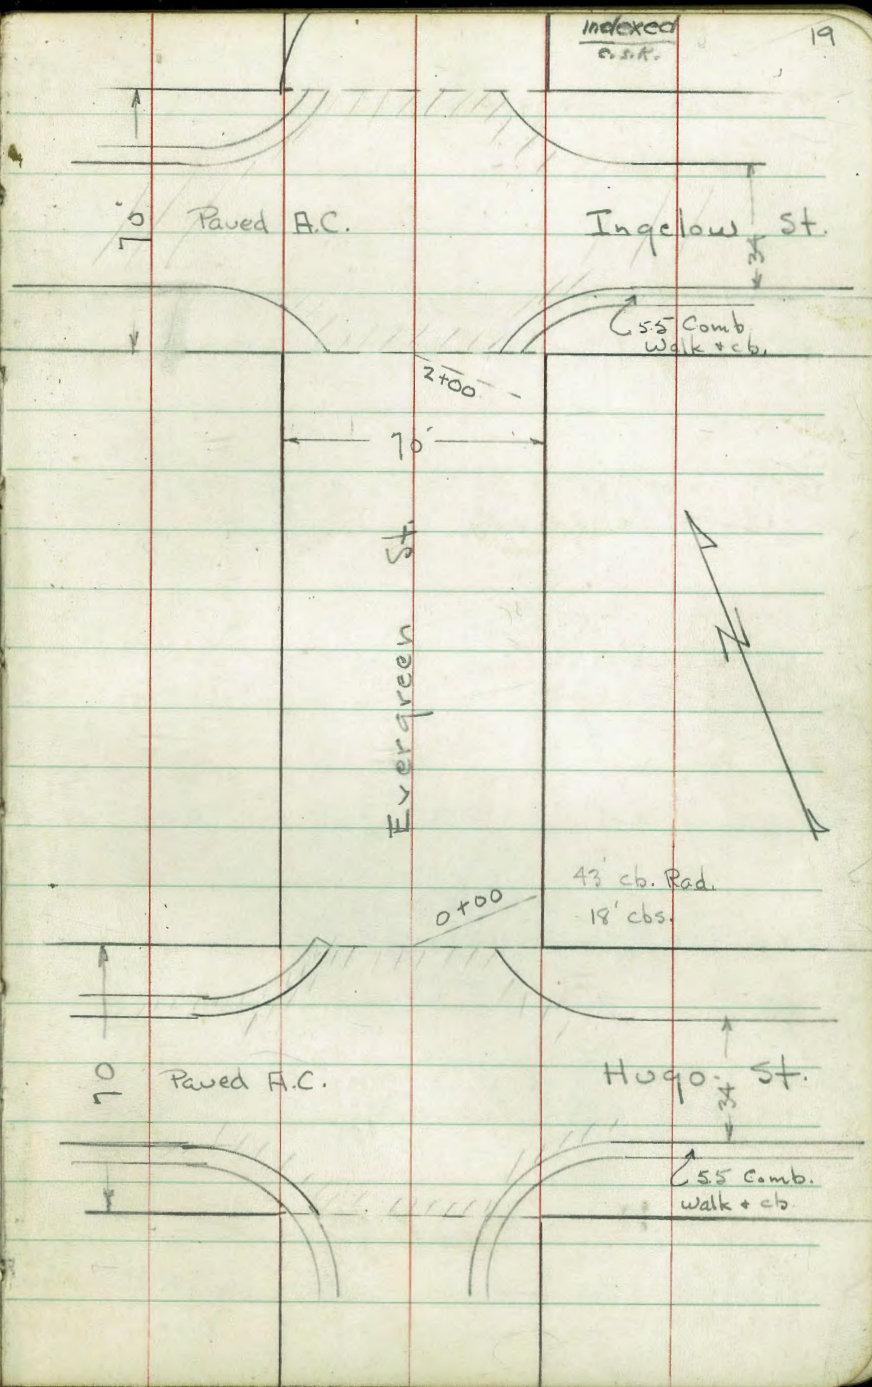 Indexed
e.s.k.
19
70'
Paved A.C.
Ingelow St.
34
5.5 Comb
Walk + cb.
2+00
70'
Evergreen St.
N
43' cb. Rad.
18' cbs.
0+00
70
Paved A.C.
Hugo St.
34
5.5 Comb.
Walk + cb